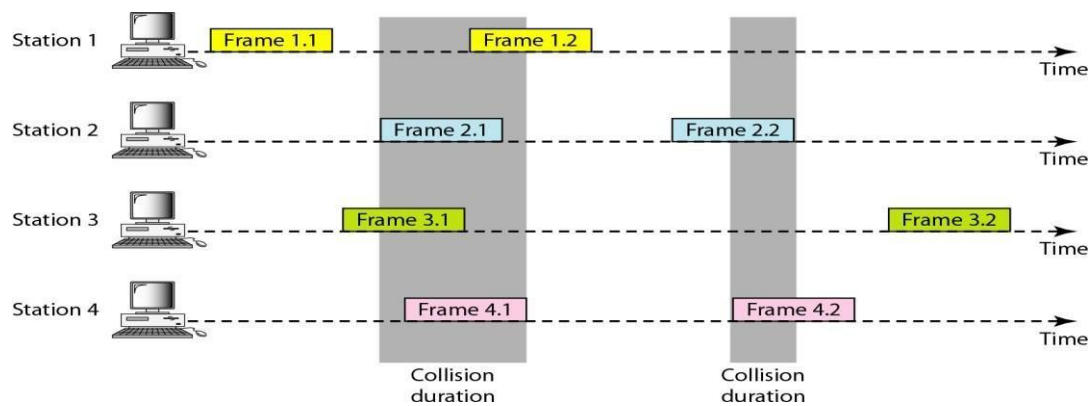 Station 1
Frame 1.1
Frame 1.2
Time
Station 2
Frame 2.1
Frame 2.2
Time
Station 3
Frame 3.1
Frame 3.2
Time
Station 4
Frame 4.1
Frame 4.2
Time
Collision
duration
Collision
duration